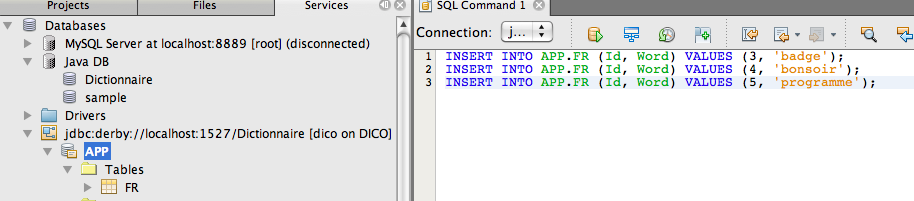 Projects
Files
Services
Databases
MySQL Server at localhost:8889 [root] (disconnected)
Java DB
Dictionnaire
sample
Drivers
jdbc:derby://localhost:1527/Dictionnaire [dico on DICO]
APP
Tables
FR
SQL Command 1
Connection: j...
1 INSERT INTO APP.FR (Id, Word) VALUES (3, 'badge');
2 INSERT INTO APP.FR (Id, Word) VALUES (4, 'bonsoir');
3 INSERT INTO APP.FR (Id, Word) VALUES (5, 'programme');